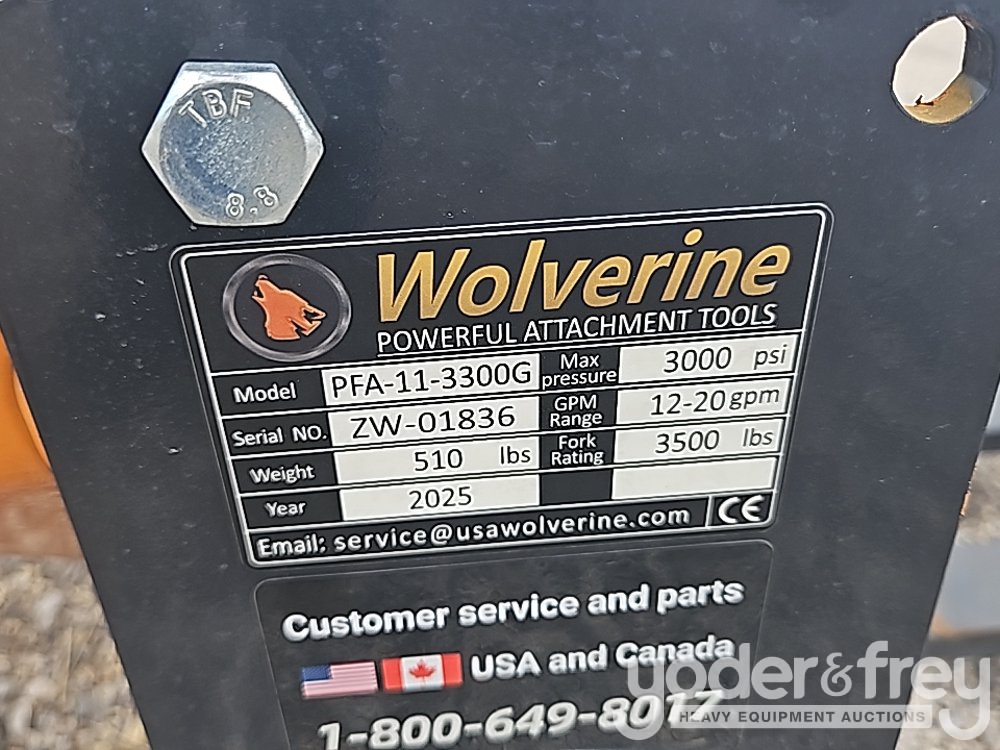 TBF
8.8
Wolverine
POWERFUL ATTACHMENT TOOLS
Model PFA-11-3300G Max pressure 3000 psi
Serial NO. ZW-01836 GPM Range 12-20 gpm
Weight 510 lbs Fork Rating 3500 lbs
Year 2025
Email: service@usawolverine.com CE
Customer service and parts
USA and Canada
1-800-649-8017
yoder&frey
HEAVY EQUIPMENT AUCTIONS